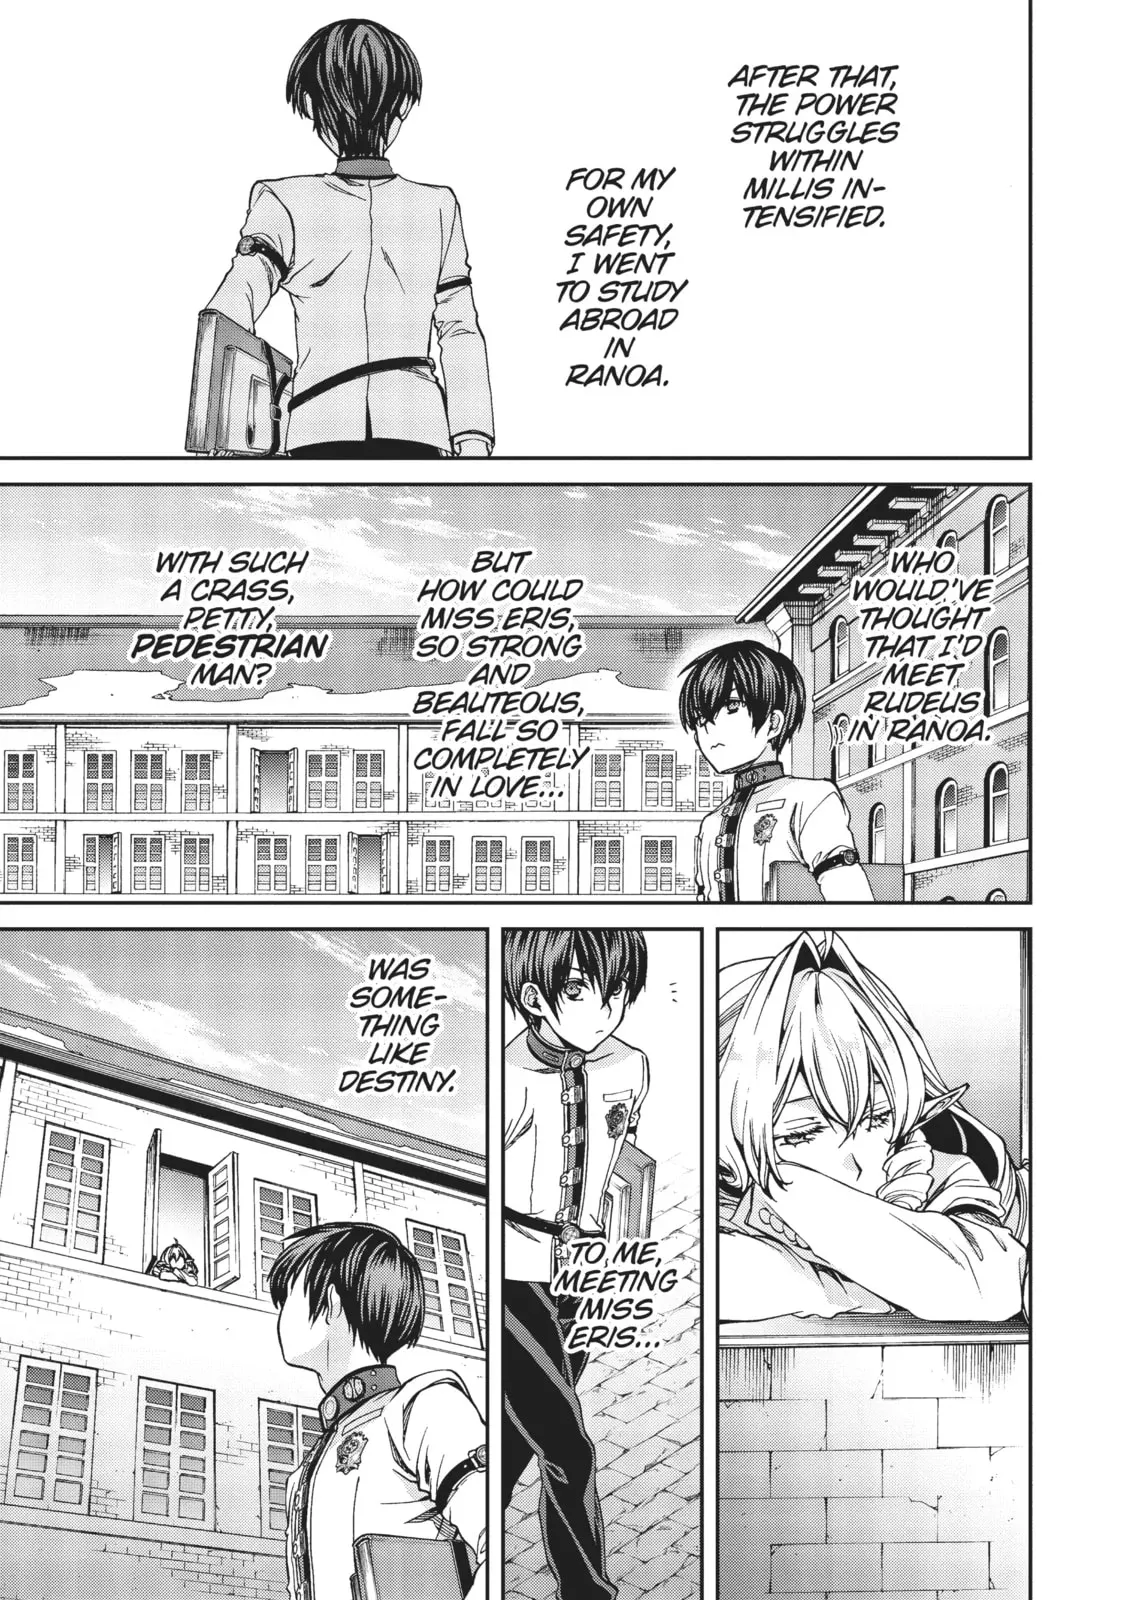 AFTER THAT,
THE POWER
STRUGGLES
WITHIN
MILLIS IN-
TENSIFIED.
FOR MY
OWN
SAFETY,
I WENT
TO STUDY
ABROAD
IN
RANOA.
WHO
WOULD'VE
THOUGHT
THAT I'D
MEET
RUDEUS
IN RANOA.
BUT
HOW COULD
MISS ERIS,
SO STRONG
AND
BEAUTEOUS,
FALL SO
COMPLETELY
IN LOVE...
WITH SUCH
A CRASS,
PETTY,
PEDESTRIAN
MAN?
TO ME,
MEETING
MISS
ERIS...
WAS
SOME-
THING
LIKE
DESTINY.